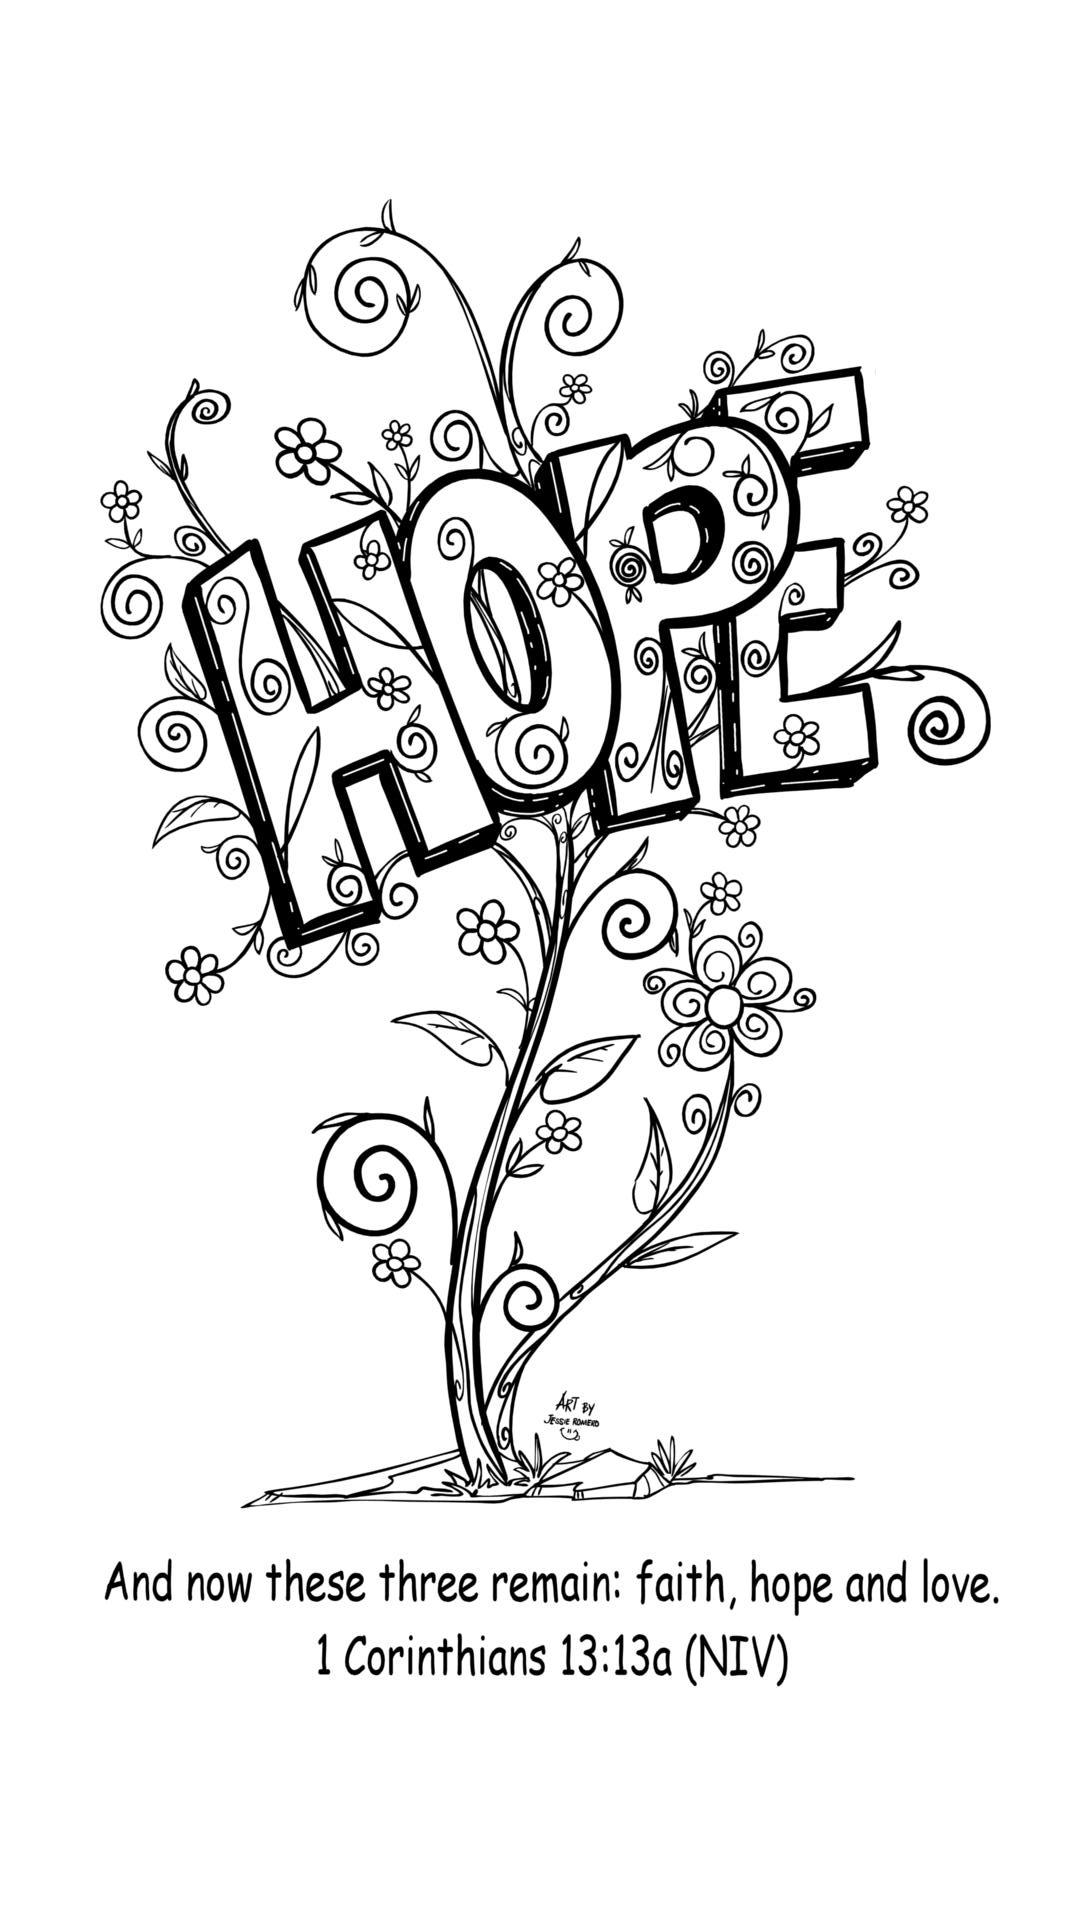 HOPE
ART BY
JESSIE ROMERO
And now these three remain: faith, hope and love.
1 Corinthians 13:13a (NIV)